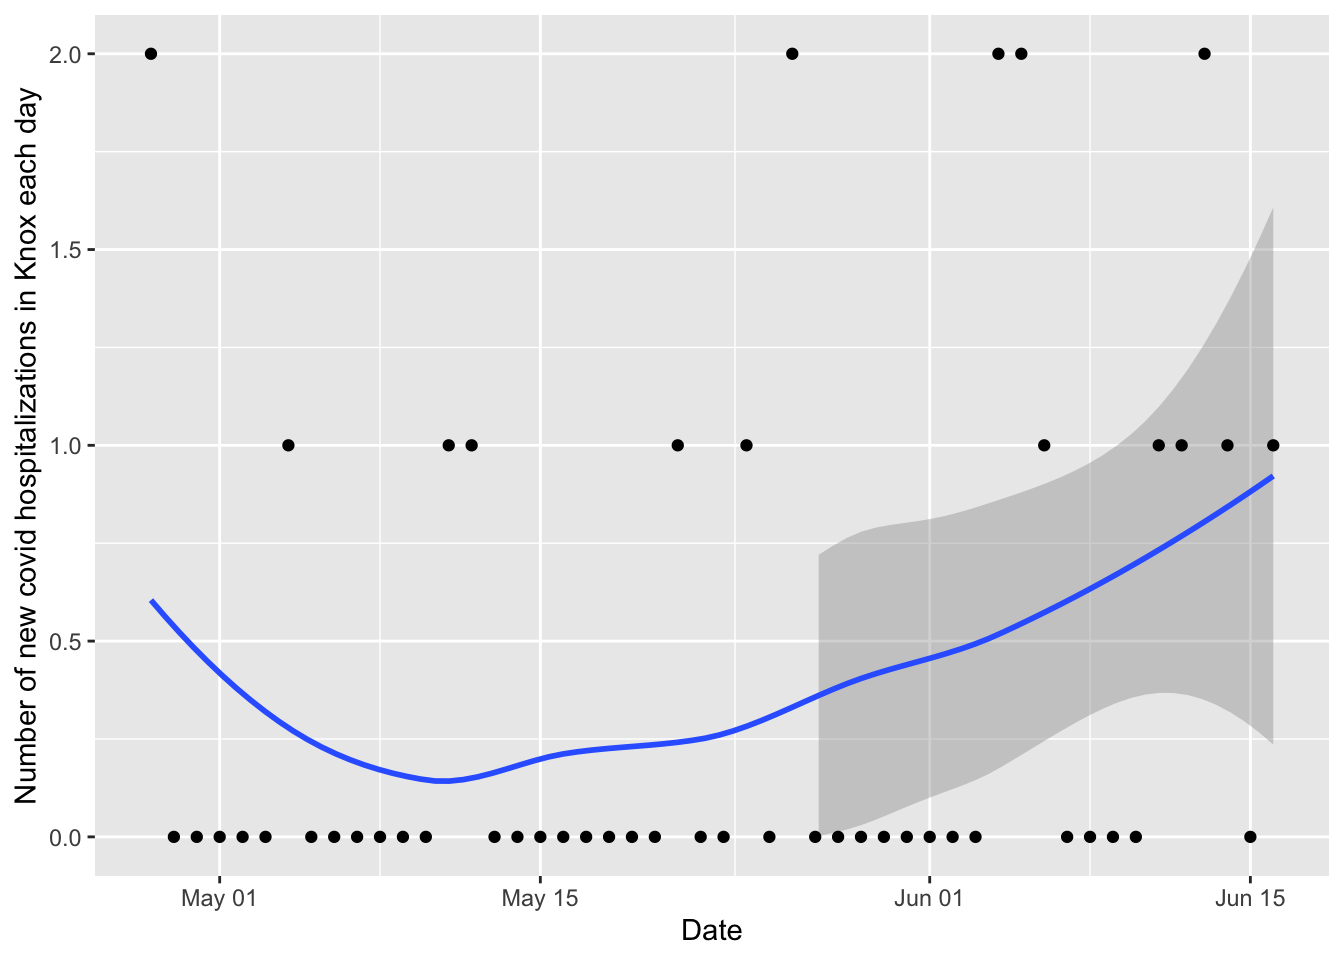 Number of new covid hospitalizations in Knox each day
2.0
1.5
1.0
0.5
0.0
May 01
May 15
Jun 01
Jun 15
Date